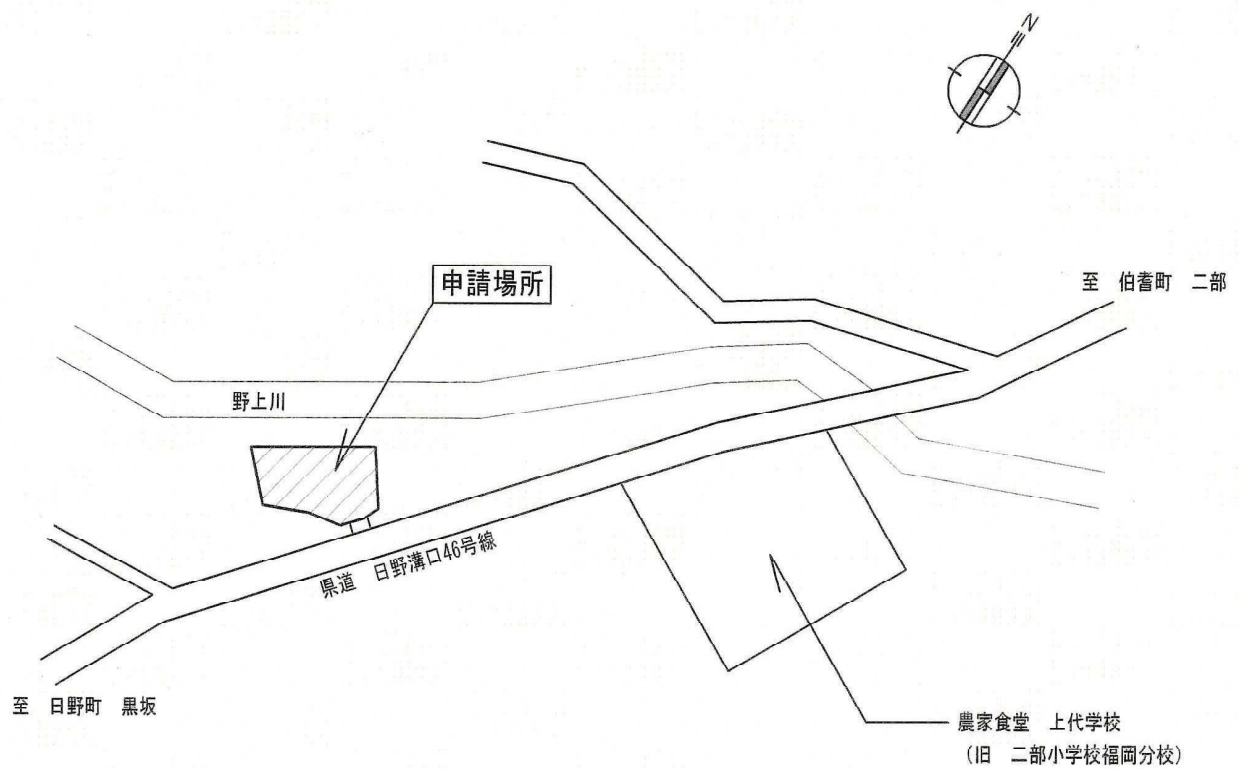 N
申請場所
至 伯耆町 二部
野上川
県道 日野溝口46号線
至 日野町 黒坂
農家食堂 上代学校
(旧 二部小学校福岡分校)